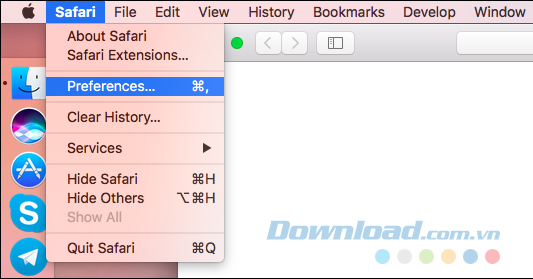 Safari File Edit View History Bookmarks Develop Window
About Safari
Safari Extensions...
Preferences... ⌘,
Clear History...
Services ▶
Hide Safari ⌘H
Hide Others ⌥⌘H
Show All
Quit Safari ⌘Q
Download.com.vn